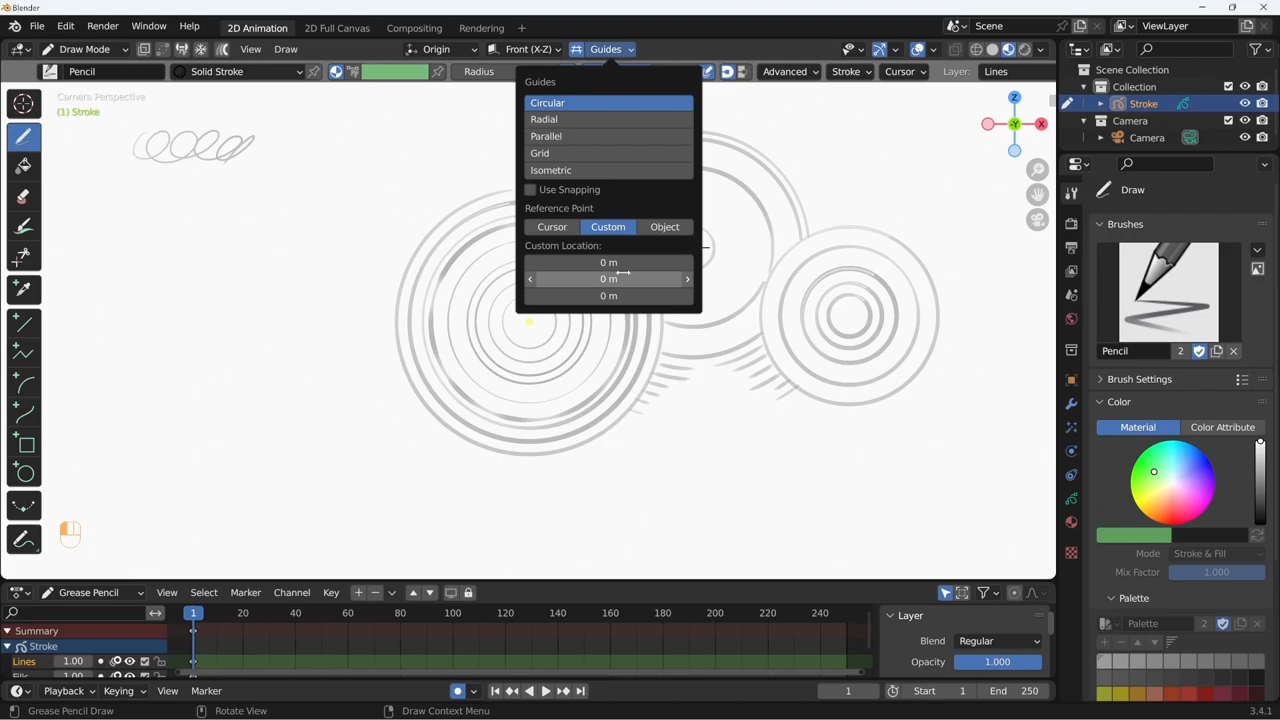 Blender
File Edit Render Window Help 2D Animation 2D Full Canvas Compositing Rendering + Scene ViewLayer
Draw Mode View Draw Origin Front (X-Z) Guides
Pencil Solid Stroke Radius Advanced Stroke Cursor Layer: Lines
Camera Perspective
(1) Stroke
Guides
Circular
Radial
Parallel
Grid
Isometric
Use Snapping
Reference Point
Cursor Custom Object
Custom Location:
0 m
0 m
0 m
Z
-Y X
Scene Collection
Collection
Stroke
Camera
Camera
Draw
Brushes
Pencil 2
Brush Settings
Color
Material Color Attribute
Mode Stroke & Fill
Mix Factor 1.000
Palette
Palette 2
Grease Pencil View Select Marker Channel Key
1 20 40 60 80 100 120 140 160 180 200 220 240
Summary
Stroke
Lines 1.00
Fills
Layer
Blend Regular
Opacity 1.000
Playback Keying View Marker 1 Start 1 End 250
Grease Pencil Draw Rotate View Draw Context Menu 3.4.1